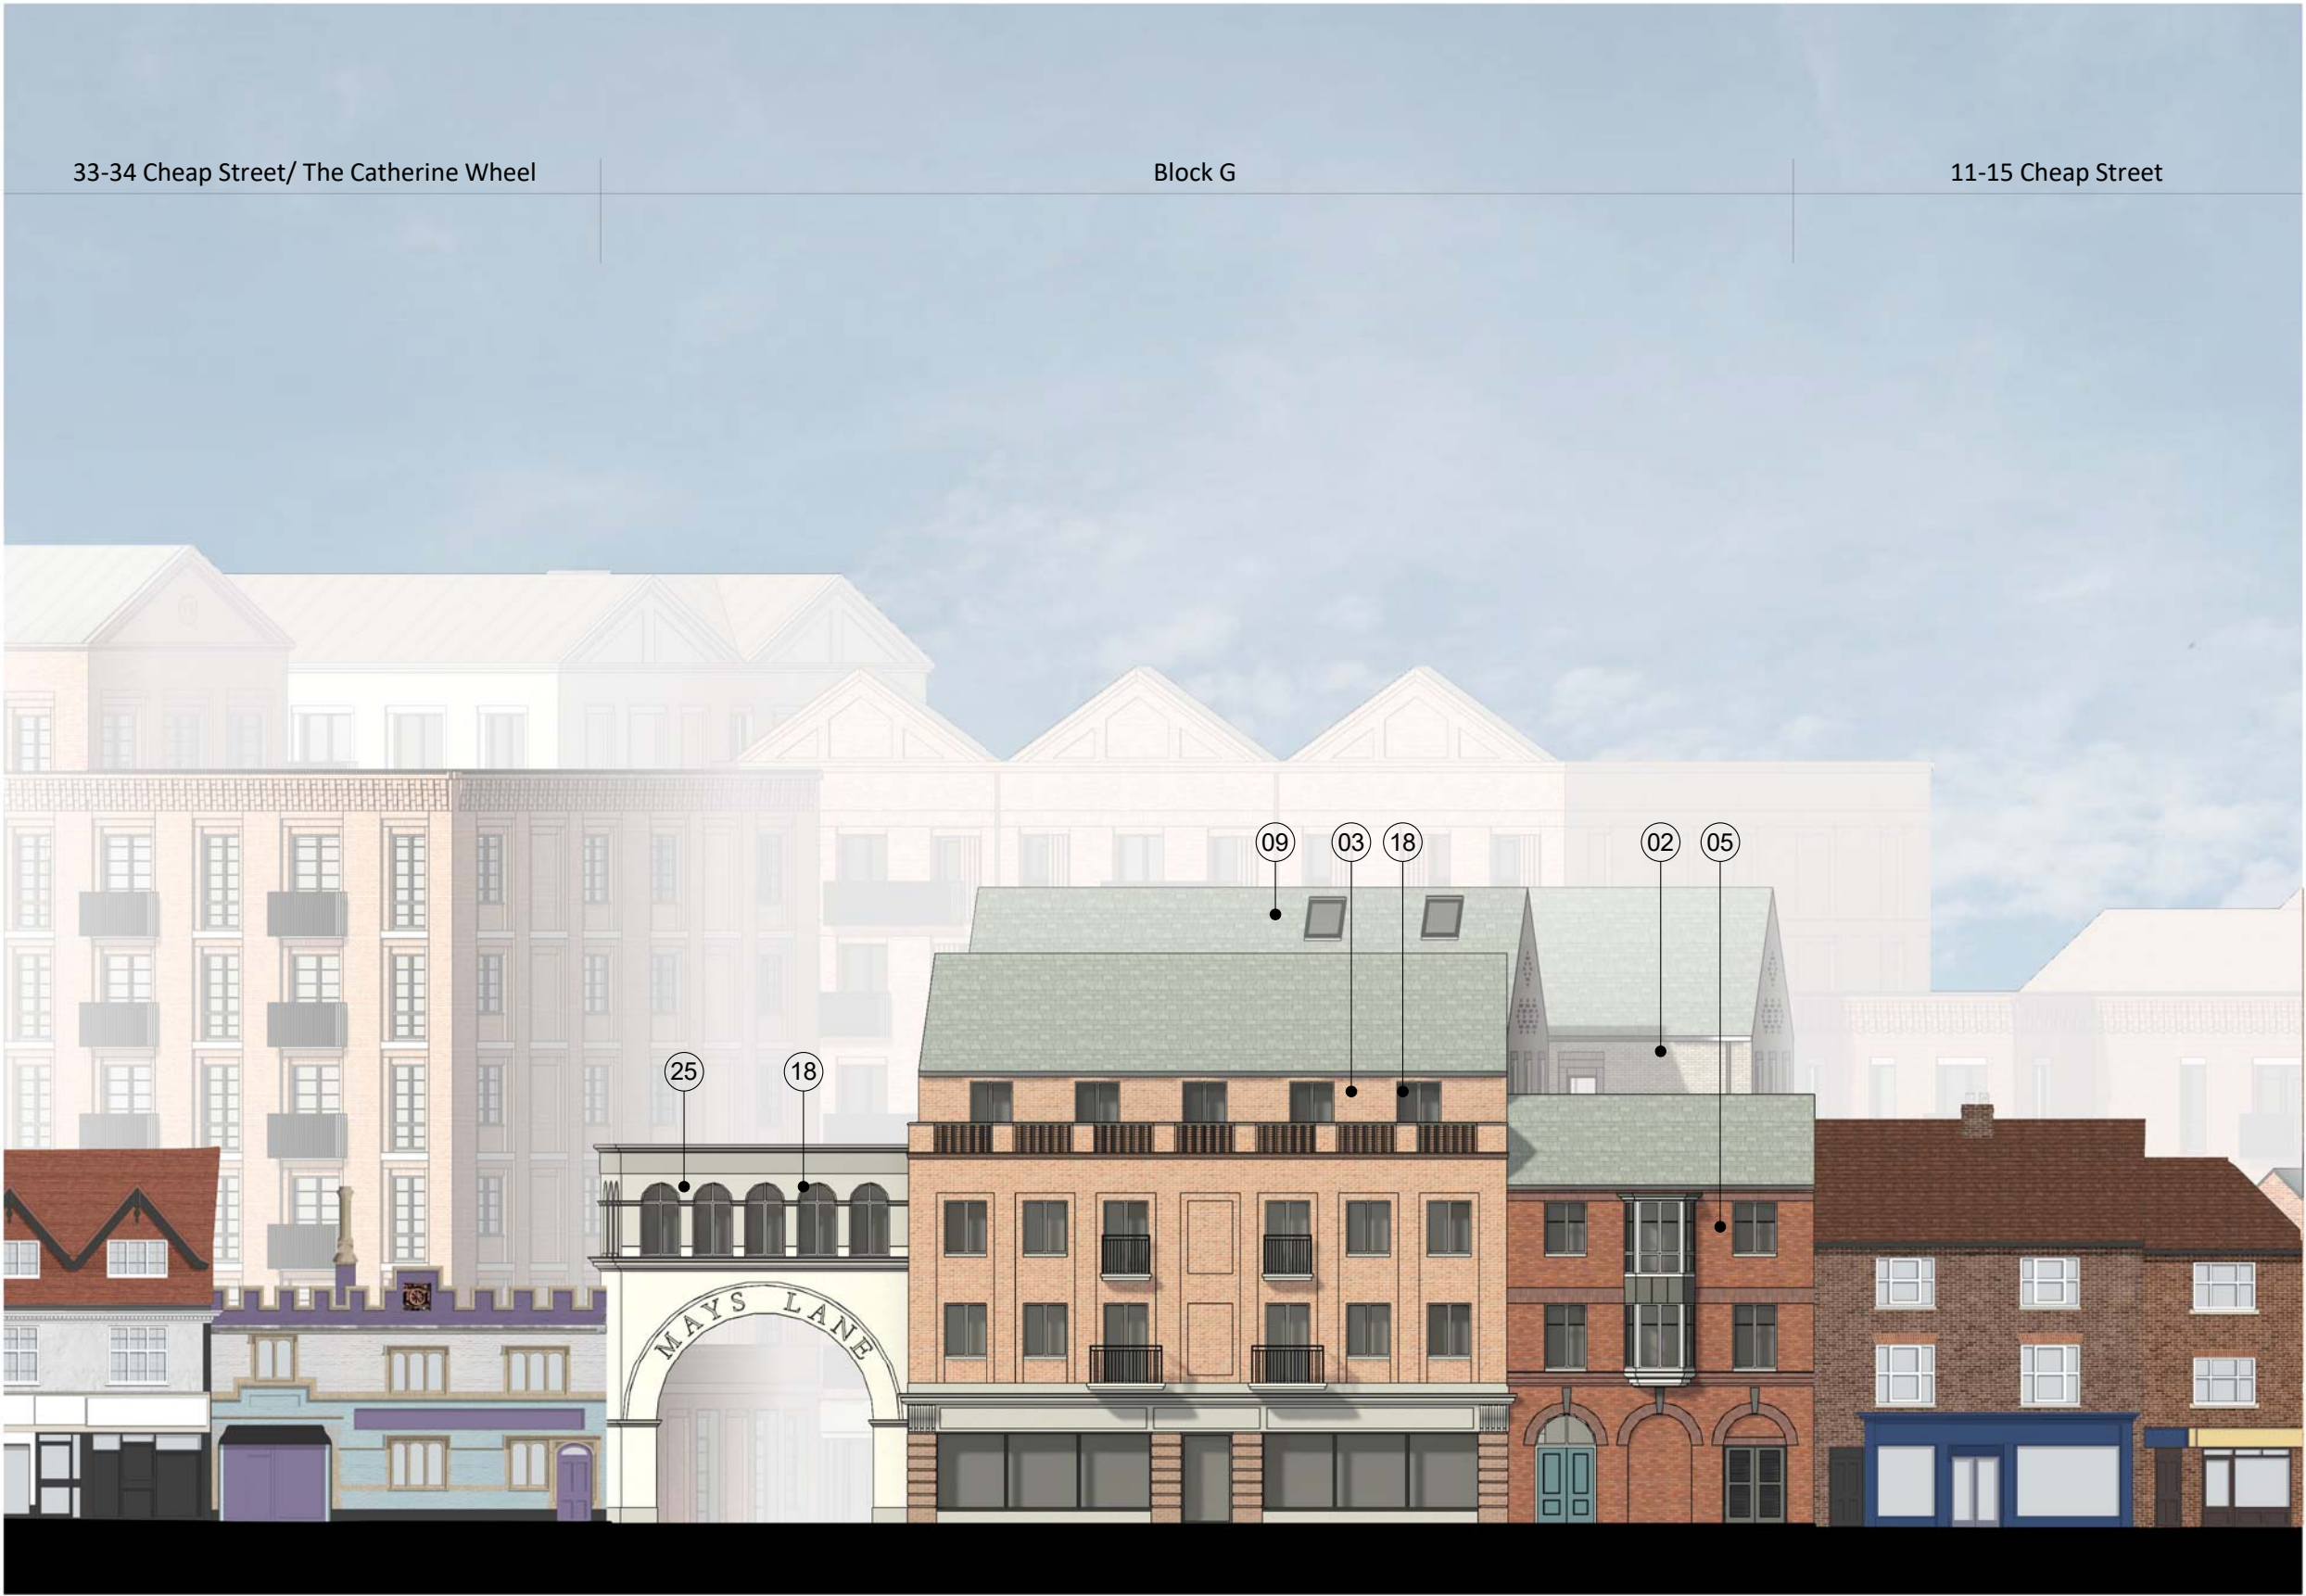 33-34 Cheap Street/ The Catherine Wheel
Block G
11-15 Cheap Street
09
03
18
02
05
25
18
MAYS LANE